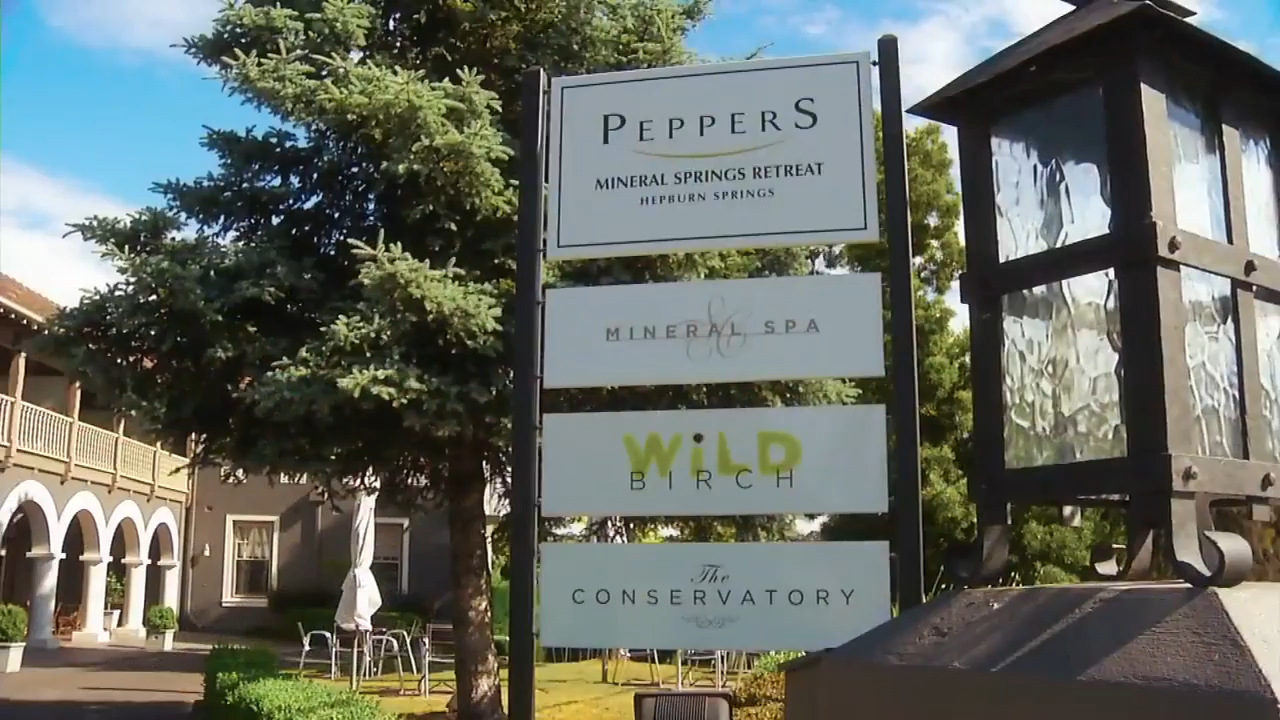 PEPPERS
MINERAL SPRINGS RETREAT
HEPBURN SPRINGS
MINERAL SPA
WiLD
BIRCH
The
CONSERVATORY